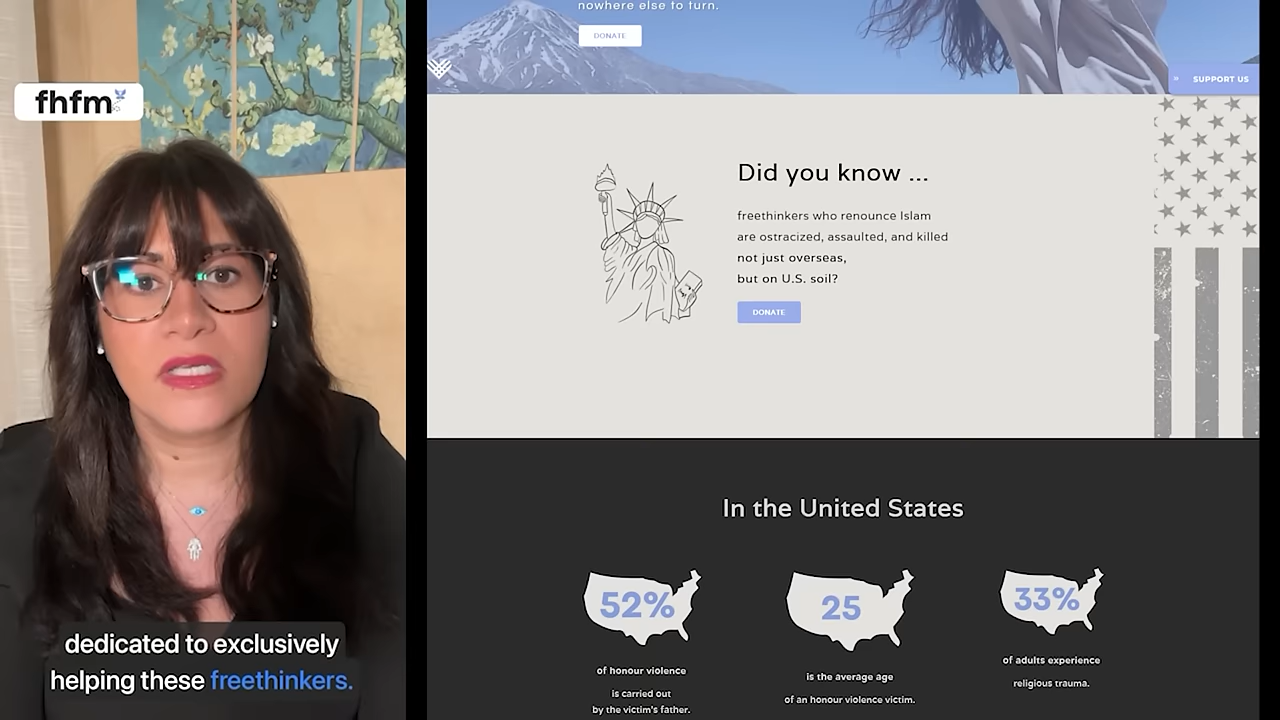 fhfm
dedicated to exclusively
helping these freethinkers.
nowhere else to turn.
DONATE
» SUPPORT US
Did you know ...
freethinkers who renounce Islam
are ostracized, assaulted, and killed
not just overseas,
but on U.S. soil?
DONATE
In the United States
52%
of honour violence
is carried out
by the victim's father.
25
is the average age
of an honour violence victim.
33%
of adults experience
religious trauma.